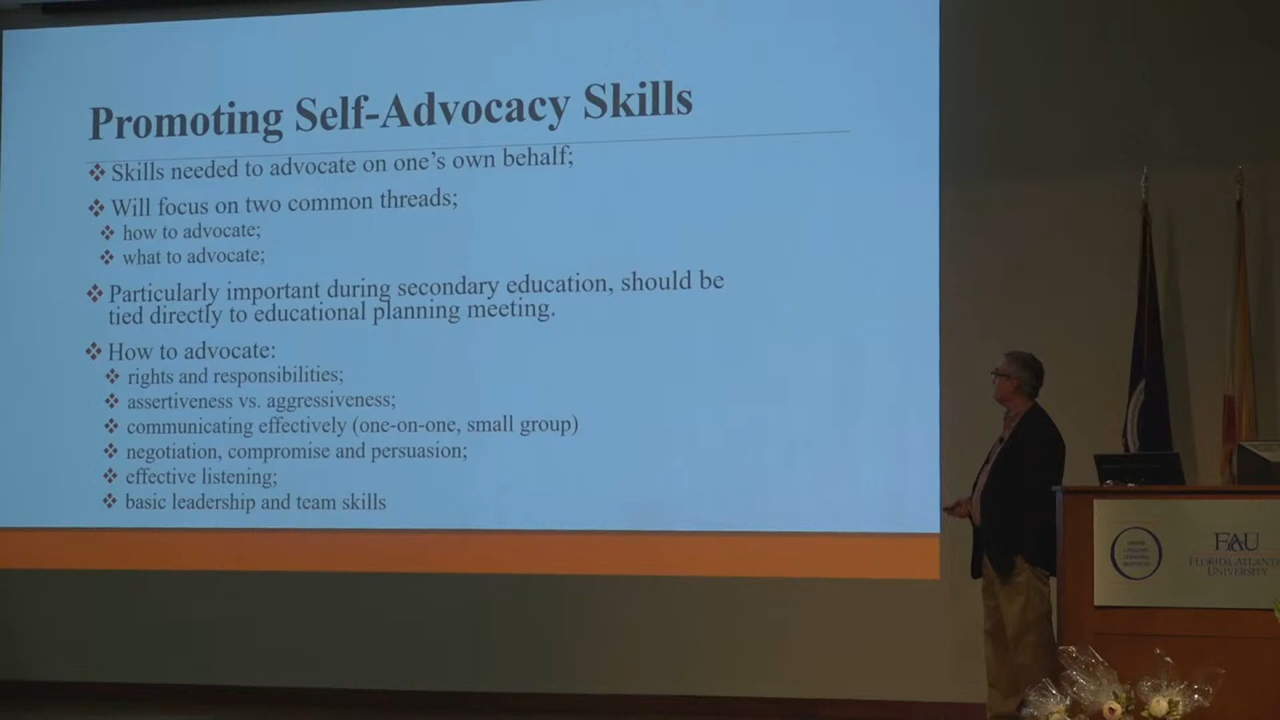 Promoting Self-Advocacy Skills
❖ Skills needed to advocate on one's own behalf;
❖ Will focus on two common threads;
❖ how to advocate;
❖ what to advocate;
❖ Particularly important during secondary education, should be
tied directly to educational planning meeting.
❖ How to advocate:
❖ rights and responsibilities;
❖ assertiveness vs. aggressiveness;
❖ communicating effectively (one-on-one, small group)
❖ negotiation, compromise and persuasion;
❖ effective listening;
❖ basic leadership and team skills
LIFELONG
LEARNING
FAU
FLORIDA ATLANTIC
UNIVERSITY